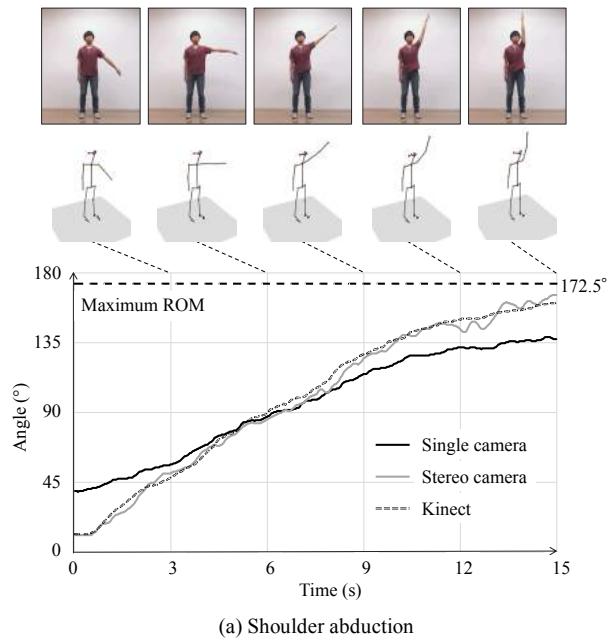 180
172.5°
Maximum ROM
135
90
45
0
Angle (°)
Single camera
Stereo camera
Kinect
0 3 6 9 12 15
Time (s)
(a) Shoulder abduction